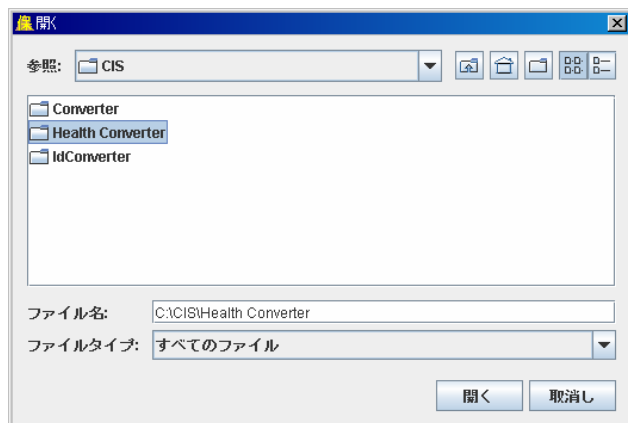 保 開く
参照: CIS
Converter
Health Converter
IdConverter
ファイル名: C:\CIS\Health Converter
ファイルタイプ: すべてのファイル
開く 取消し